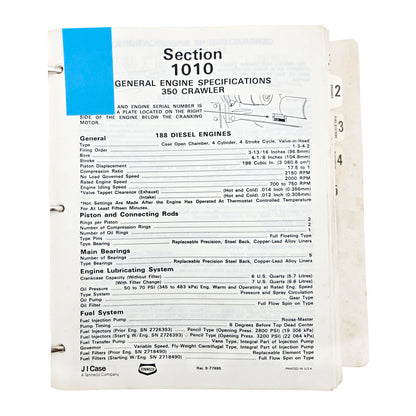 Section
1010
GENERAL ENGINE SPECIFICATIONS
350 CRAWLER
AND ENGINE SERIAL NUMBER IS
A PLATE LOCATED ON THE RIGHT
SIDE OF THE ENGINE BELOW THE CRANKING
MOTOR.
188 DIESEL ENGINES
General
Type Case Open Chamber, 4 Cylinder, 4 Stroke Cycle, Valve-in-Head
Firing Order 1-3-4-2
Bore 3-13/16 Inches (96.8mm)
Stroke 4-1/8 Inches (104.8mm)
Piston Displacement 188 Cubic In.
Compression Ratio 17.5 to 1
No Load Governed Speed 2150 RPM
Rated Engine Speed 2000 RPM
Engine Idling Speed 700 to 750 RPM
*Valve Tappet Clearance (Exhaust) (Hot and Cold) .014 Inch (0.356mm)
(Intake) (Hot and Cold) .012 Inch (0.305mm)
*Hot Settings Are Made After the Engine Has Operated At Thermostat Controlled Temperature
For At Least Fifteen Minutes.
Piston and Connecting Rods
Rings per Piston 3
Number of Compression Rings 2
Number of Oil Rings 1
Type Pins Full Floating Type
Type Bearing Replaceable Precision, Steel Back, Copper-Lead Alloy Liners
Main Bearings
Number of Bearings 5
Type Bearings Replaceable Precision, Steel Back, Copper-Lead Alloy Liners
Engine Lubricating System
Crankcase Capacity (Without Filter) 6 U.S. Quarts (5.7 Litres)
(With Filter Change) 7 U.S. Quarts (6.6 Litres)
Oil Pressure 50 to 70 PSI (345 to 483 kPa) Eng. Warm and Operating at Rated Eng. Speed
Type System Pressure and Spray Circulation
Oil Pump Gear Type
Oil Filter Full Flow Spin on Type
Fuel System
Fuel Injection Pump Roosa-Master
Pump Timing 8 Degrees Before Top Dead Center
Fuel Injectors (Prior Eng. SN 2726393) Pencil Type (Opening Press. 2800 PSI (19 306 kPa)
Fuel Injectors (Start'g W/Eng. SN 2726393) Pencil Type (Opening Press. 3200 PSI (22 064 kPa)
Fuel Transfer Pump Vane Type, Integral Part of Injection Pump
Governor Variable Speed, Fly-Weight Centrifugal Type, Integral Part of Injection Pump
Fuel Filters (Prior Eng. SN 2718490) Replaceable Element Type
Fuel Filters (Starting W/Eng. SN 2718490) Full Flow Spin on Type
J I Case
A Tenneco Company
TENNECO
Rac 9-77695
PRINTED IN U.S.A.
2
3
4
5